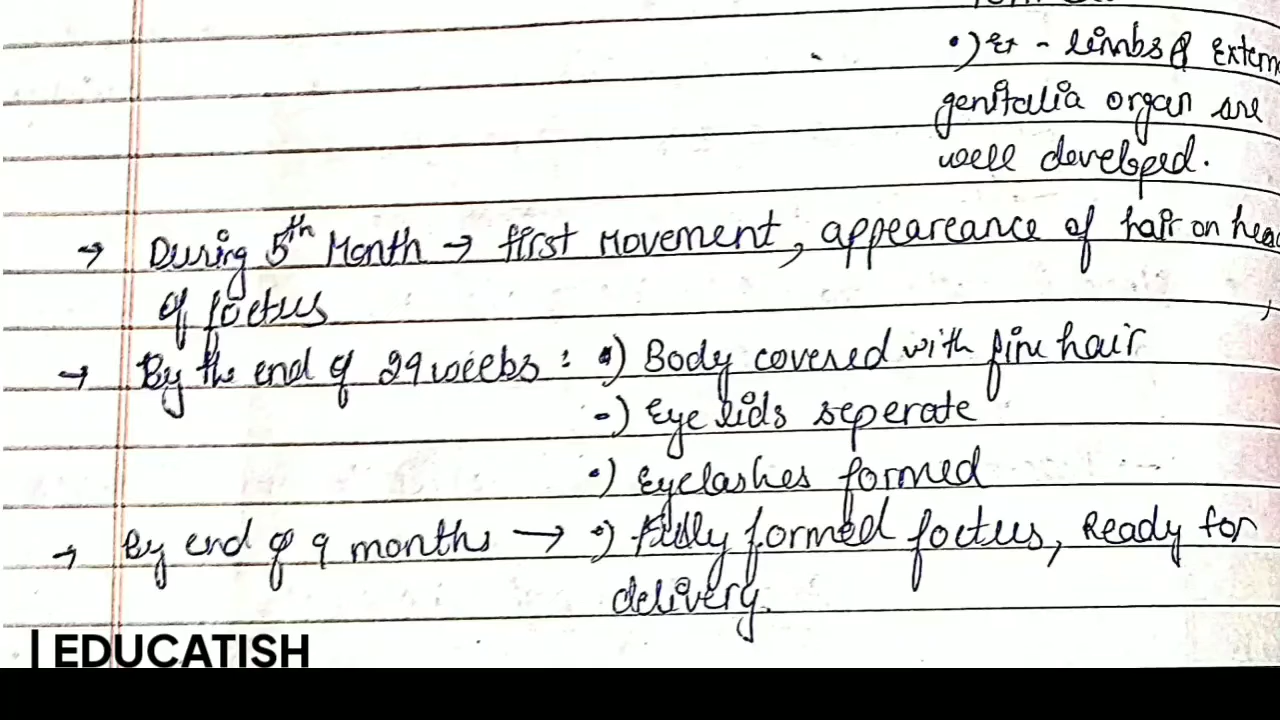 •) Ex - limbs & extern
genitalia organ are
well developed.
→ During 5th Month → first movement, appeareance of hair on head
of foetus
→ By the end of 24 weeks : •) Body covered with fine hair
•) Eye lids seperate
•) Eyelashes formed
→ By end of 9 months → •) Fully formed foetus, Ready for
delivery.
| EDUCATISH